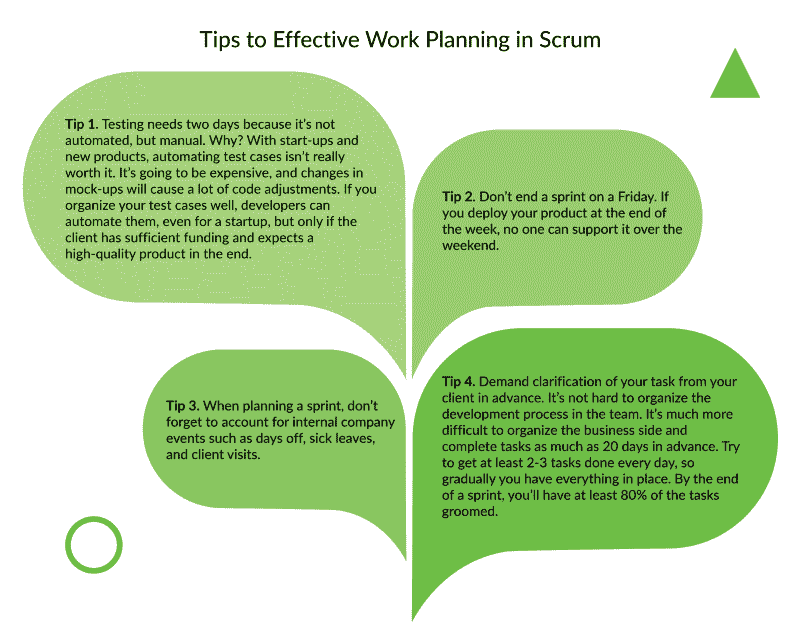 Tips to Effective Work Planning in Scrum
Tip 1. Testing needs two days because it's not
automated, but manual. Why? With start-ups and
new products, automating test cases isn't really
worth it. It's going to be expensive, and changes in
mock-ups will cause a lot of code adjustments. If you
organize your test cases well, developers can
automate them, even for a startup, but only if the
client has sufficient funding and expects a
high-quality product in the end.
Tip 2. Don't end a sprint on a Friday. If
you deploy your product at the end of
the week, no one can support it over the
weekend.
Tip 3. When planning a sprint, don't
forget to account for internal company
events such as days off, sick leaves,
and client visits.
Tip 4. Demand clarification of your task from your
client in advance. It's not hard to organize the
development process in the team. It's much more
difficult to organize the business side and
complete tasks as much as 20 days in advance. Try
to get at least 2-3 tasks done every day, so
gradually you have everything in place. By the end
of a sprint, you'll have at least 80% of the tasks
groomed.